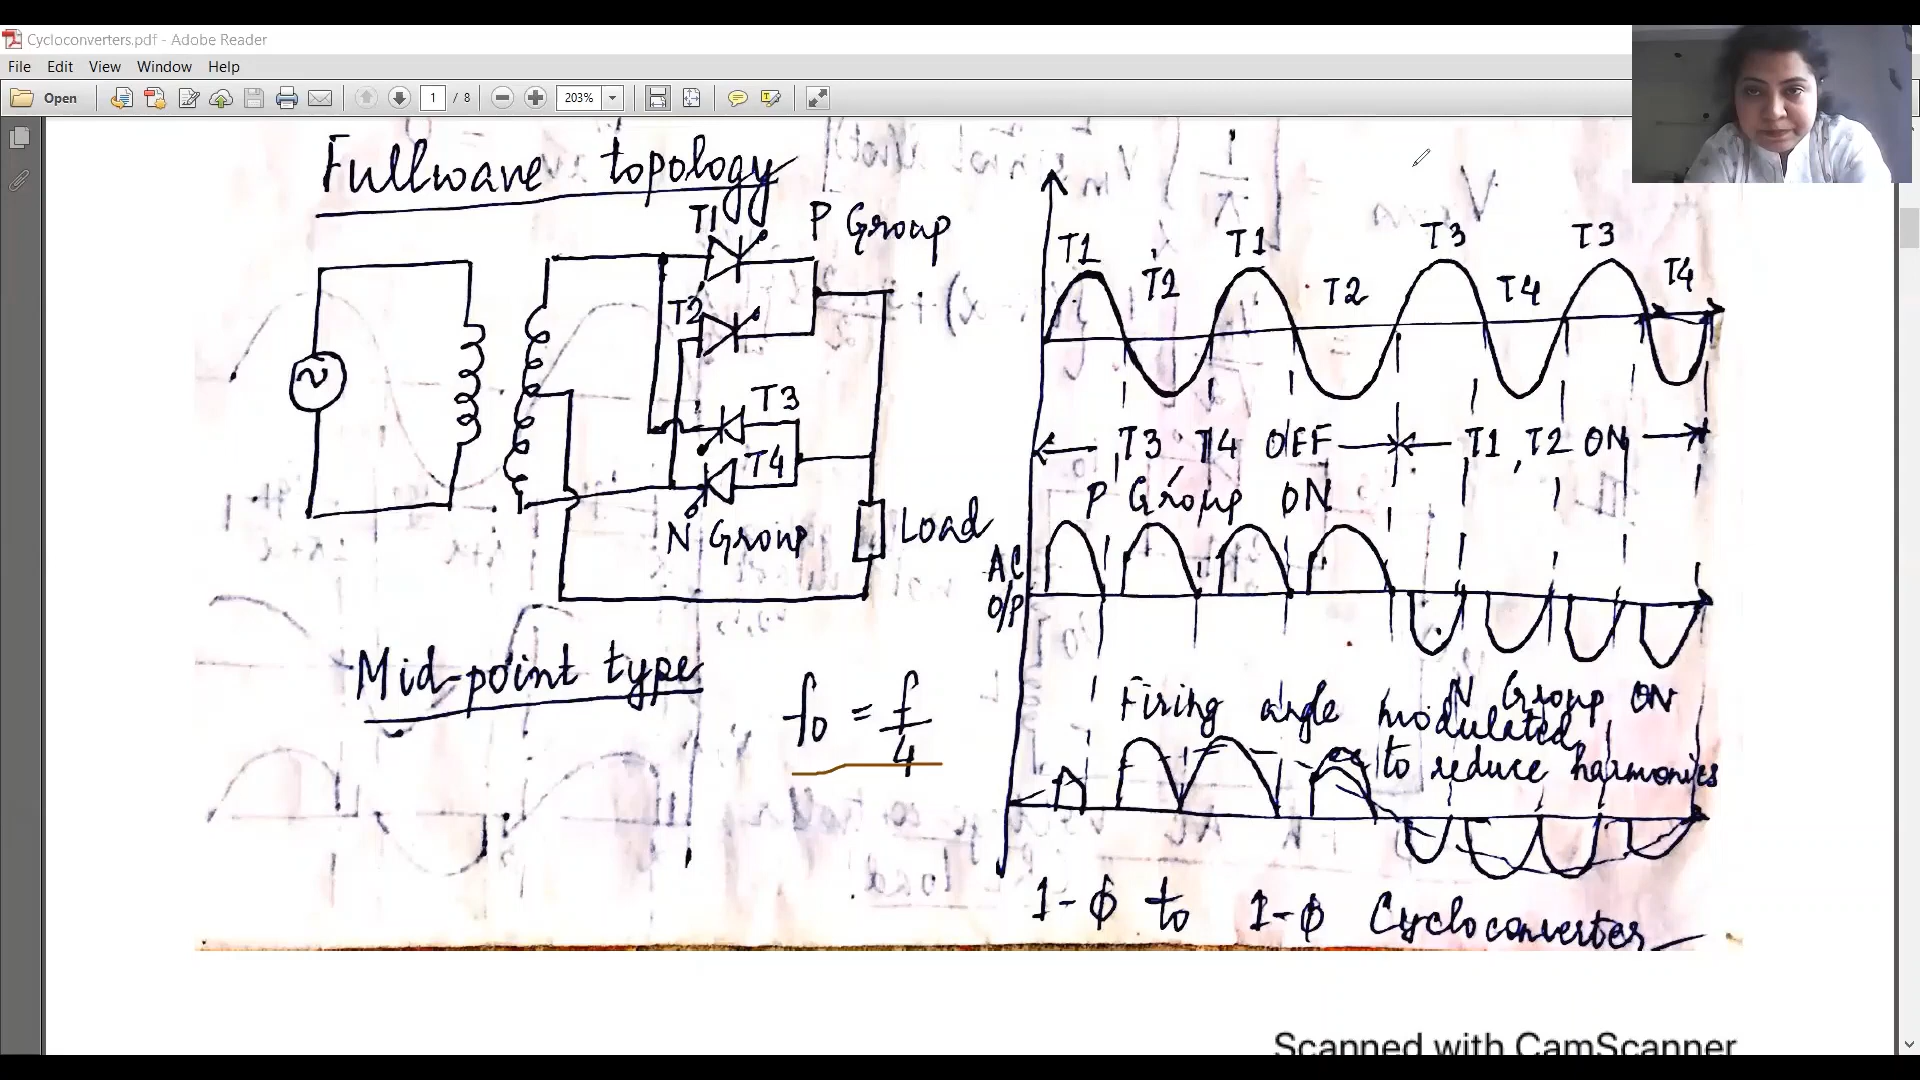 Cycloconverters.pdf - Adobe Reader
File Edit View Window Help
Open 1 / 8 203%
Fullwave topology
T1
P Group
T2
T3
T4
N Group
Load
Mid-point type
fo = f/4
T1 T2 T1 T2 T3 T4 T3 T4
T3 T4 OFF
T1, T2 ON
P Group ON
AC
O/P
N Group ON
Firing angle modulated
to reduce harmonics
1-ϕ to 1-ϕ Cycloconverter
Scanned with CamScanner